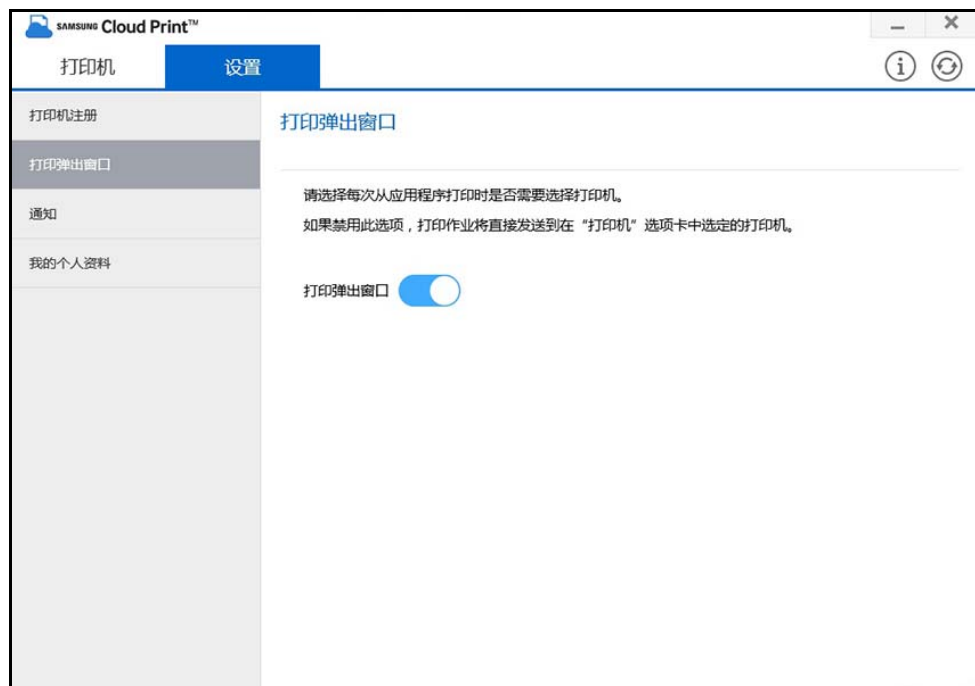 SAMSUNG Cloud Print™
打印机
设置
打印机注册
打印弹出窗口
通知
我的个人资料
打印弹出窗口
请选择每次从应用程序打印时是否需要选择打印机。
如果禁用此选项，打印作业将直接发送到在“打印机”选项卡中选定的打印机。
打印弹出窗口